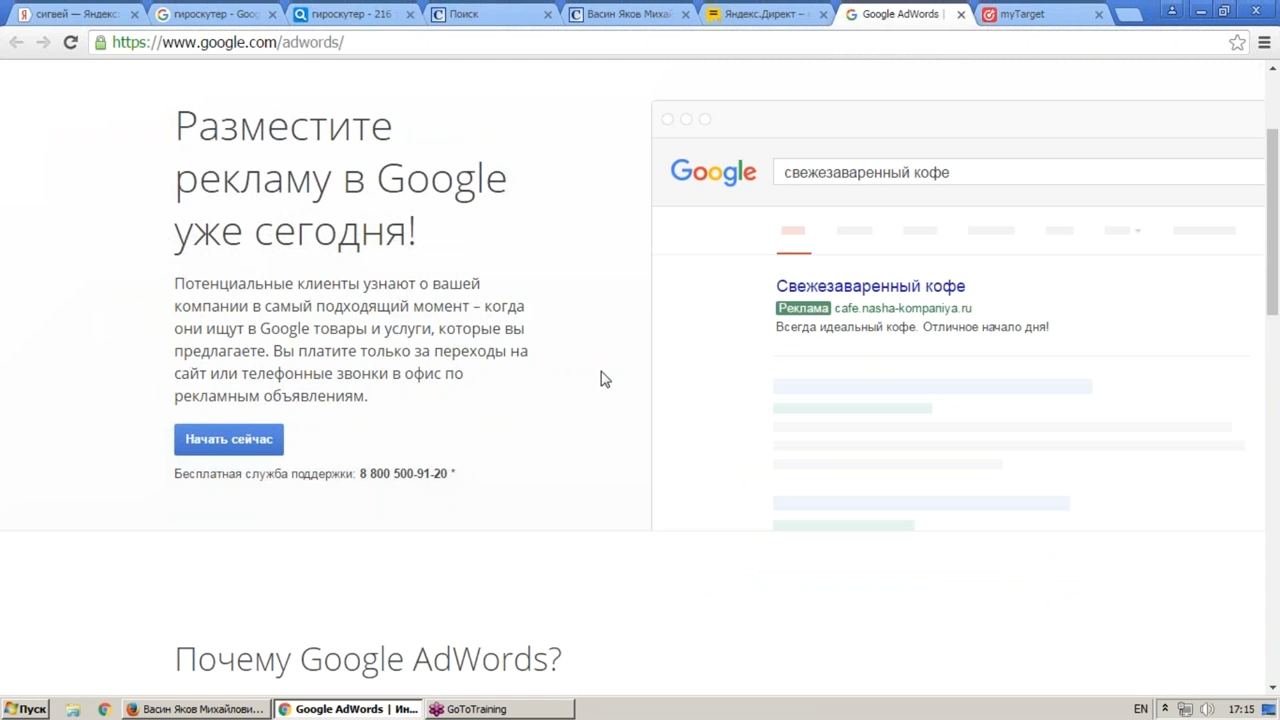 сигвей — Яндекс:
гироскутер - Goog
гироскутер - 216
Поиск
Васин Яков Михай
Яндекс.Директ –
Google AdWords |
myTarget
https://www.google.com/adwords/
Разместите
рекламу в Google
уже сегодня!
Потенциальные клиенты узнают о вашей
компании в самый подходящий момент – когда
они ищут в Google товары и услуги, которые вы
предлагаете. Вы платите только за переходы на
сайт или телефонные звонки в офис по
рекламным объявлениям.
Начать сейчас
Бесплатная служба поддержки: 8 800 500-91-20 *
Google
свежезаваренный кофе
Свежезаваренный кофе
Реклама cafe.nasha-kompaniya.ru
Всегда идеальный кофе. Отличное начало дня!
Почему Google AdWords?
Пуск
Васин Яков Михайлови...
Google AdWords | Ин...
GoToTraining
EN
17:15